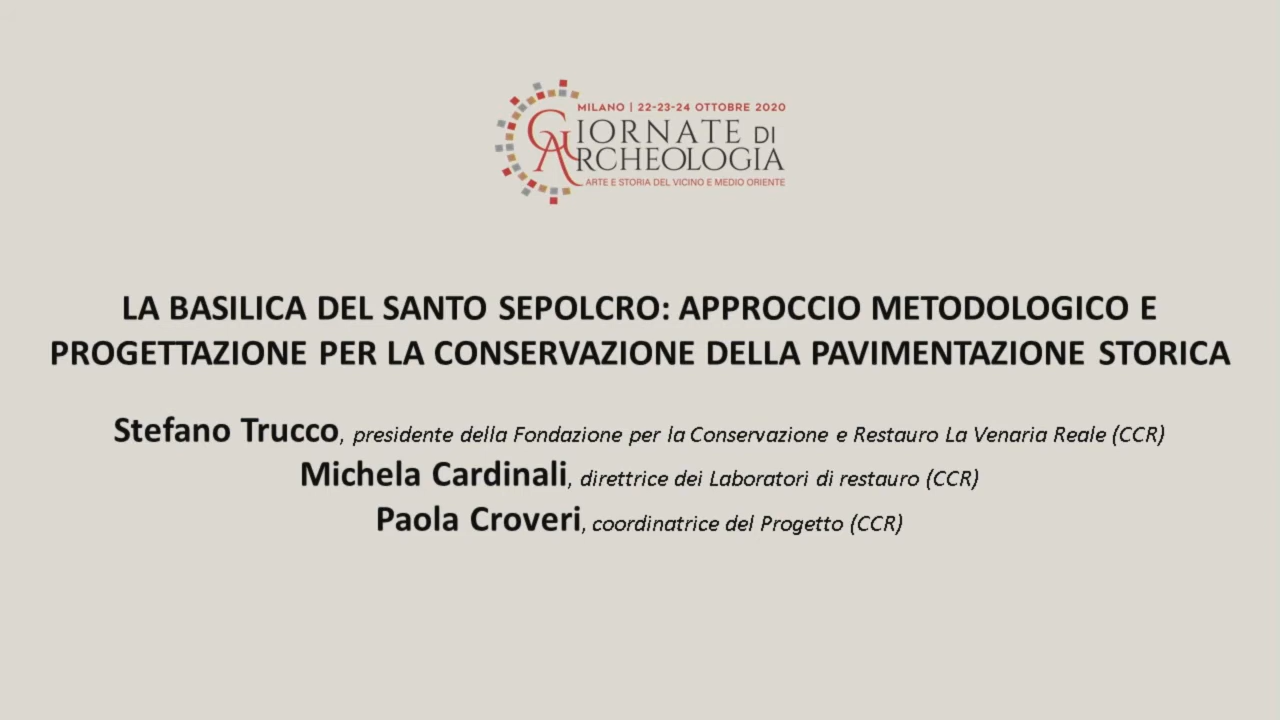 MILANO | 22-23-24 OTTOBRE 2020
GIORNATE DI
ARCHEOLOGIA
ARTE E STORIA DEL VICINO E MEDIO ORIENTE
LA BASILICA DEL SANTO SEPOLCRO: APPROCCIO METODOLOGICO E
PROGETTAZIONE PER LA CONSERVAZIONE DELLA PAVIMENTAZIONE STORICA
Stefano Trucco, presidente della Fondazione per la Conservazione e Restauro La Venaria Reale (CCR)
Michela Cardinali, direttrice dei Laboratori di restauro (CCR)
Paola Croveri, coordinatrice del Progetto (CCR)